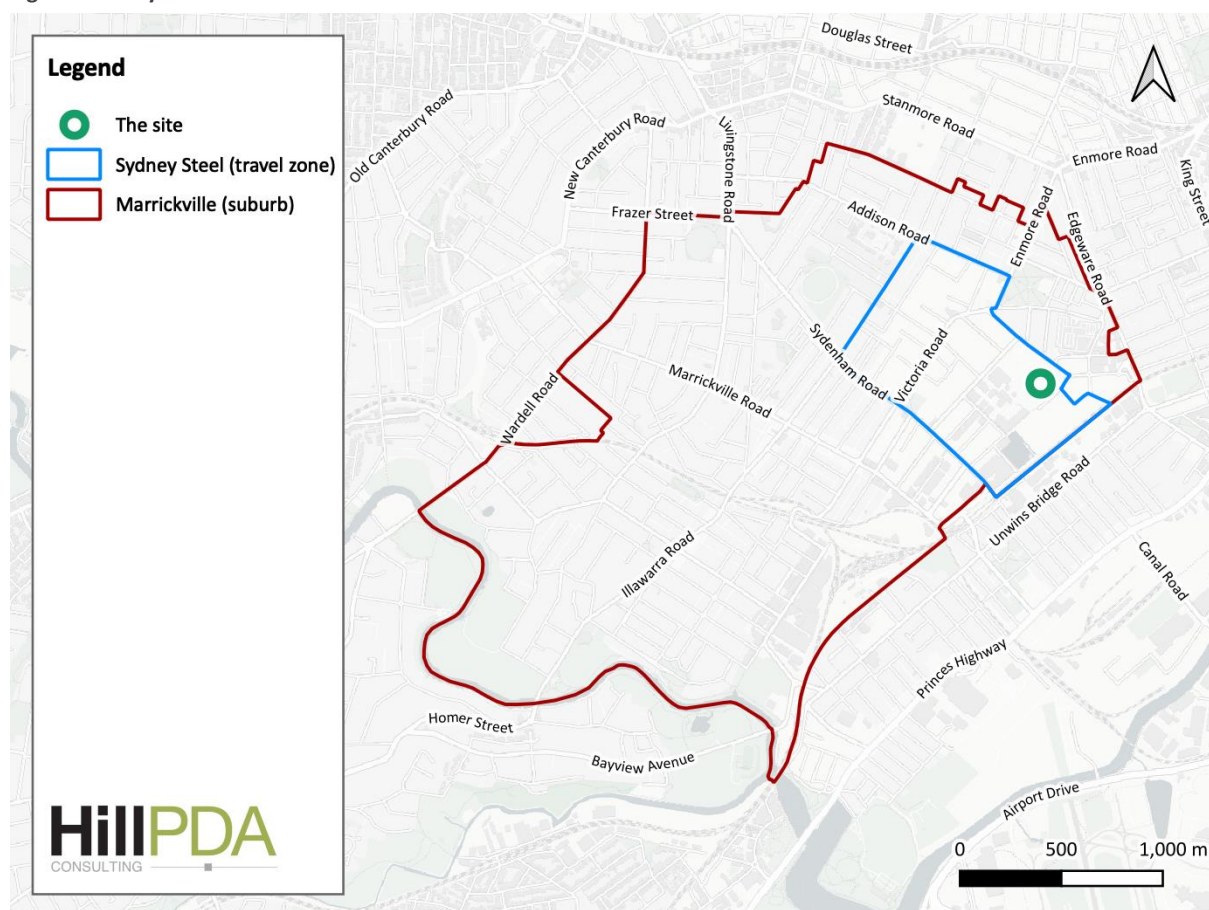 Legend
The site
Sydney Steel (travel zone)
Marrickville (suburb)
Douglas Street
Stanmore Road
Old Canterbury Road
New Canterbury Road
Livingstone Road
Enmore Road
King Street
Frazer Street
Addison Road
Enmore Road
Edgeware Road
Sydenham Road
Victoria Road
Marrickville Road
Wardell Road
Unwins Bridge Road
Canal Road
Illawarra Road
Princes Highway
Homer Street
Bayview Avenue
Airport Drive
HillPDA
CONSULTING
0 500 1,000 m